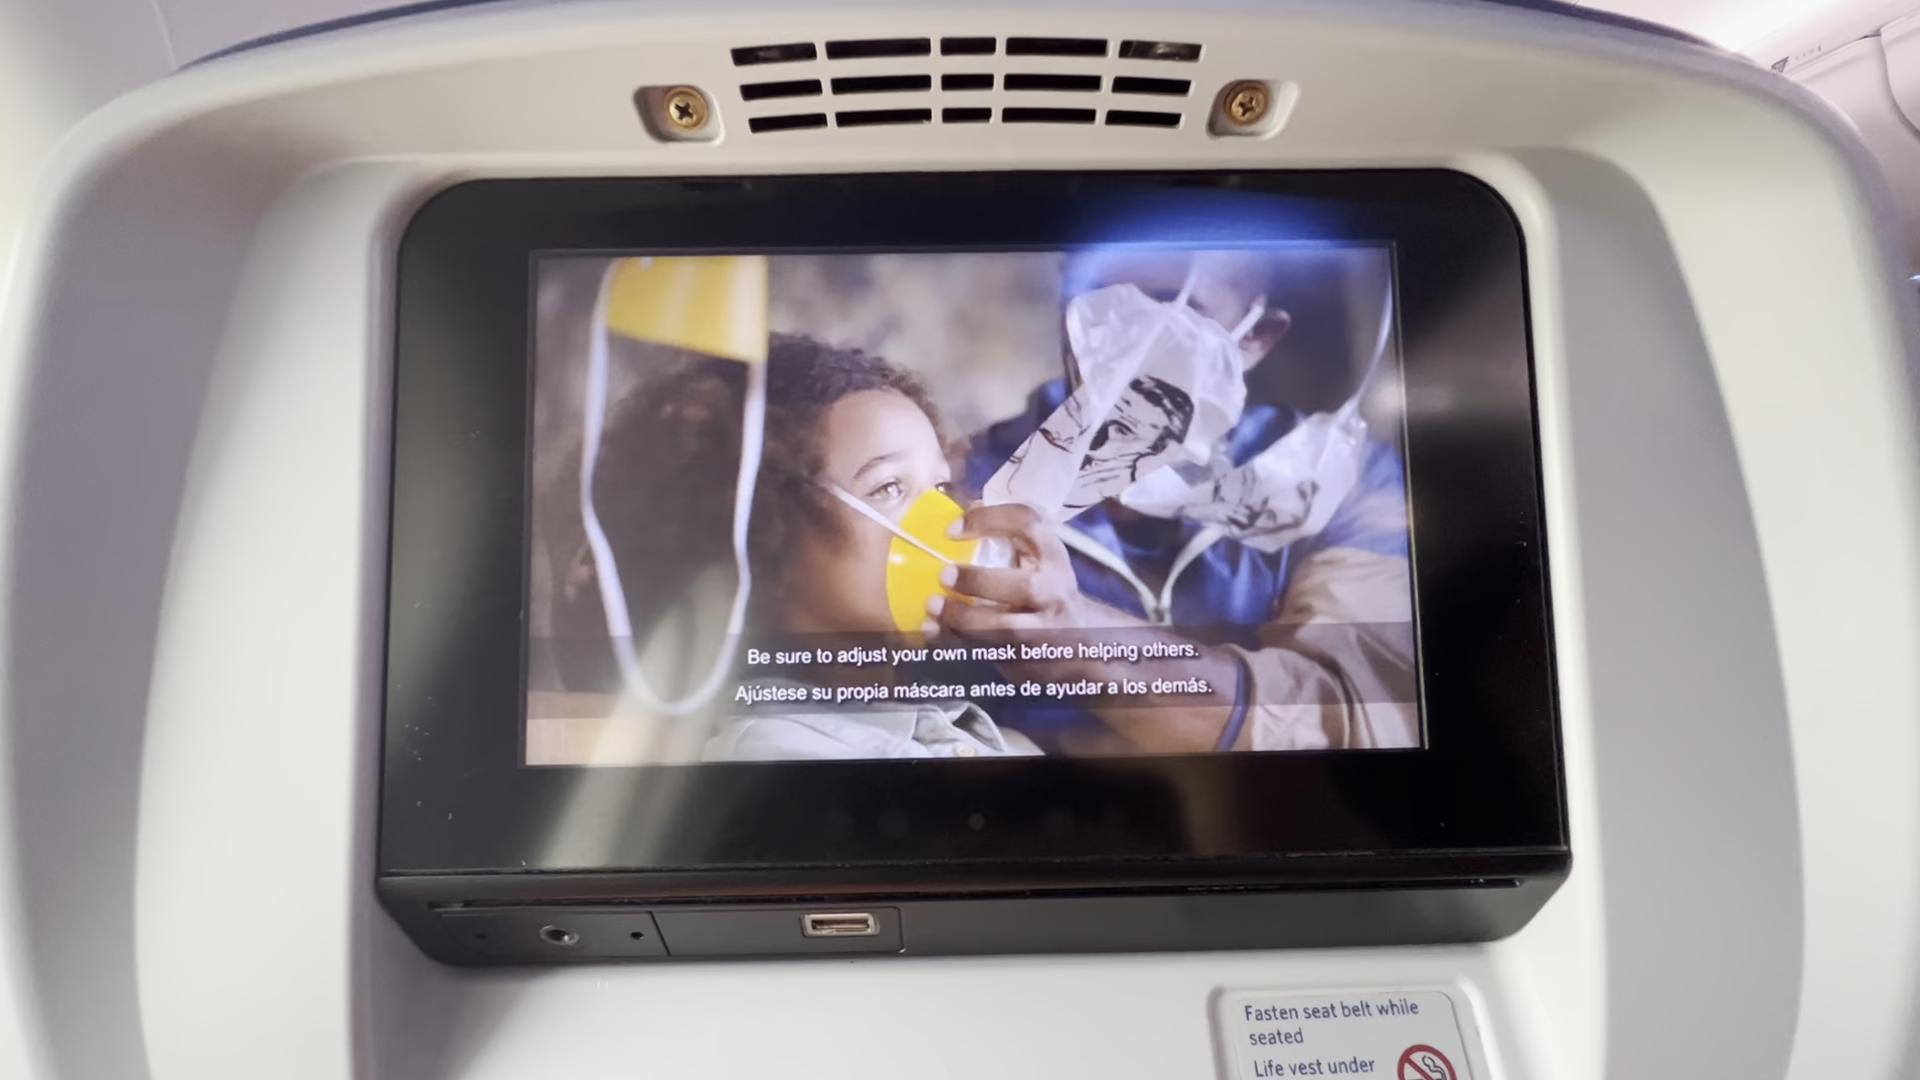 Be sure to adjust your own mask before helping others.
Ajústese su propia máscara antes de ayudar a los demás.
Fasten seat belt while
seated
Life vest under